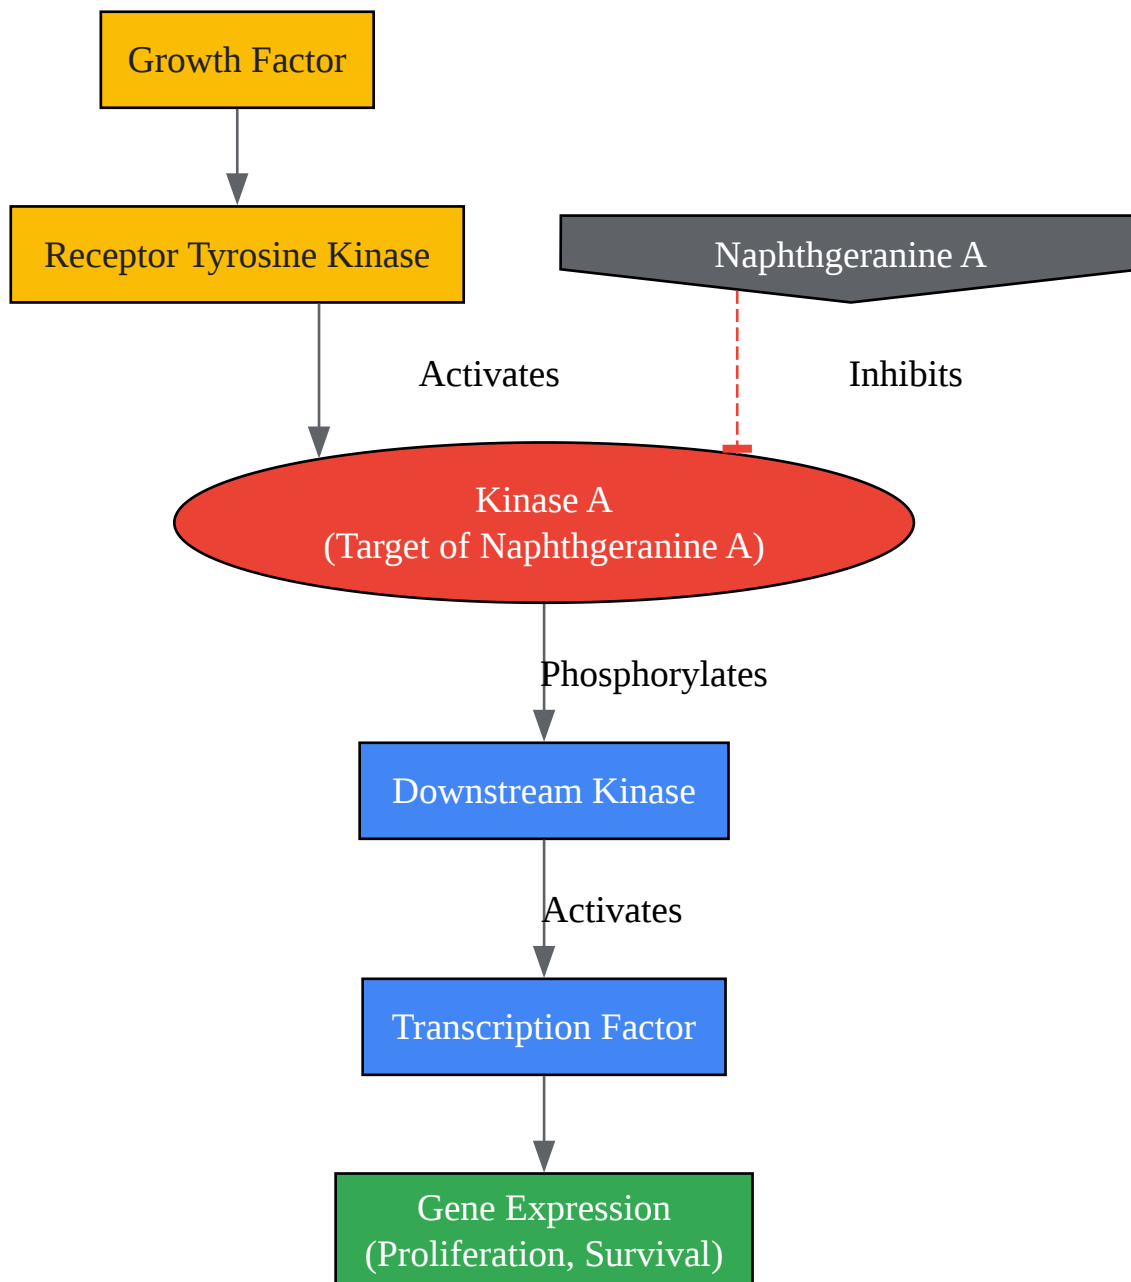 Growth Factor
Receptor Tyrosine Kinase
Naphthgeranine A
Activates
Inhibits
Kinase A
(Target of Naphthgeranine A)
Phosphorylates
Downstream Kinase
Activates
Transcription Factor
Gene Expression
(Proliferation, Survival)